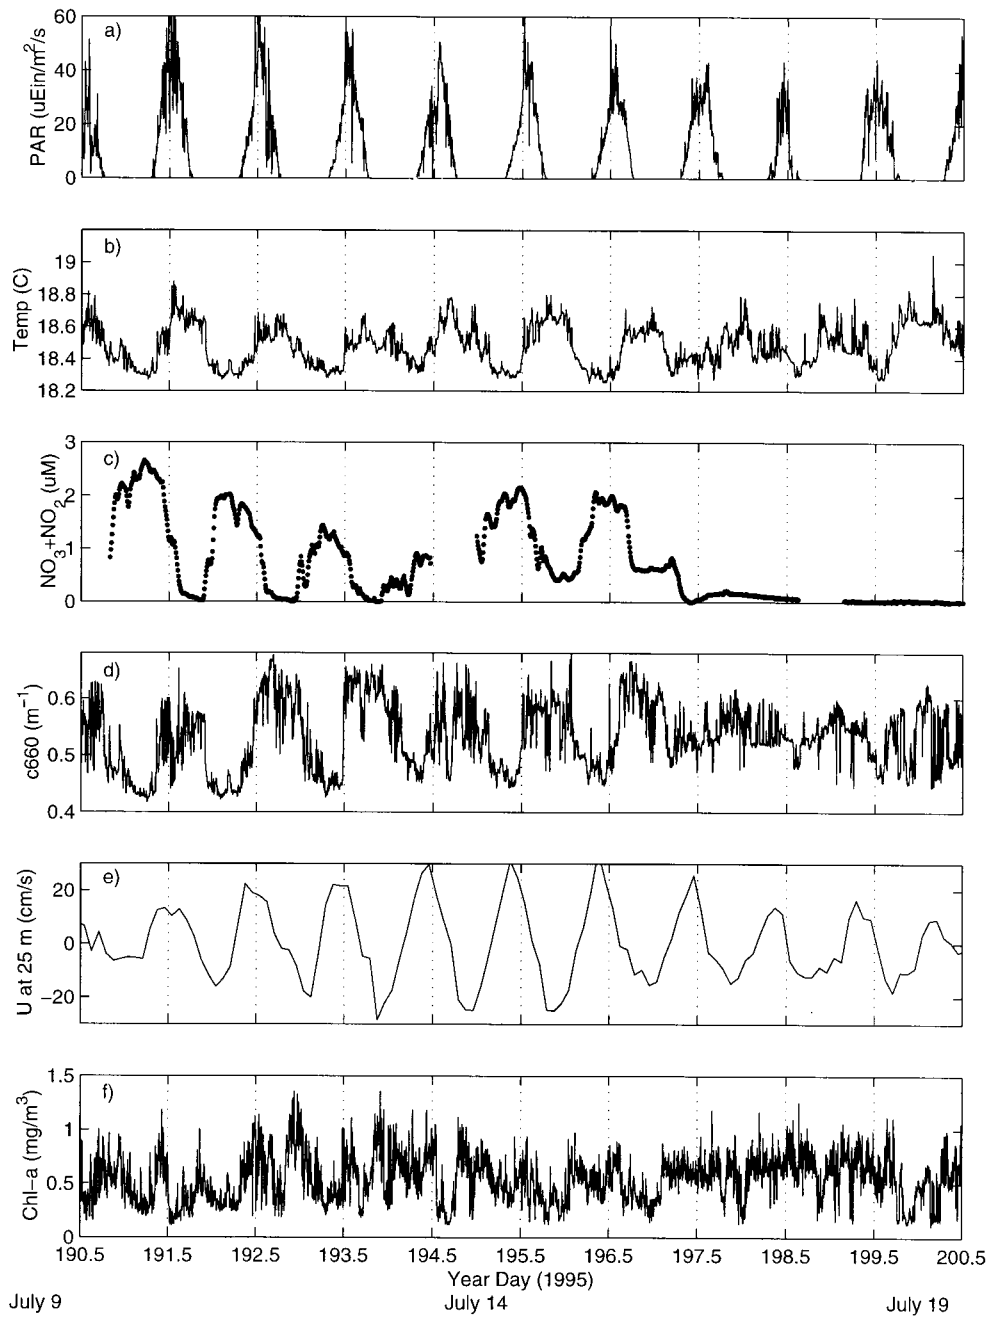 a)
60
40
20
0
PAR (uEin/m²/s
b)
19
18.8
18.6
18.4
18.2
Temp (C)
c)
3
2
1
0
NO₃+NO₂ (uM)
d)
0.6
0.5
0.4
c660 (m⁻¹)
e)
20
0
−20
U at 25 m (cm/s)
f)
1.5
1
0.5
0
Chl−a (mg/m³)
190.5 191.5 192.5 193.5 194.5 195.5 196.5 197.5 198.5 199.5 200.5
Year Day (1995)
July 9 July 14 July 19